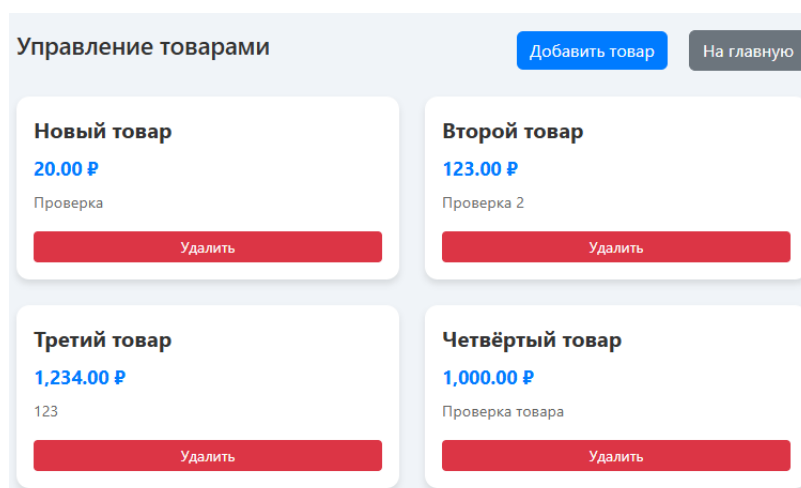 Управление товарами
Добавить товар
На главную
Новый товар
20.00 ₽
Проверка
Удалить
Второй товар
123.00 ₽
Проверка 2
Удалить
Третий товар
1,234.00 ₽
123
Удалить
Четвёртый товар
1,000.00 ₽
Проверка товара
Удалить